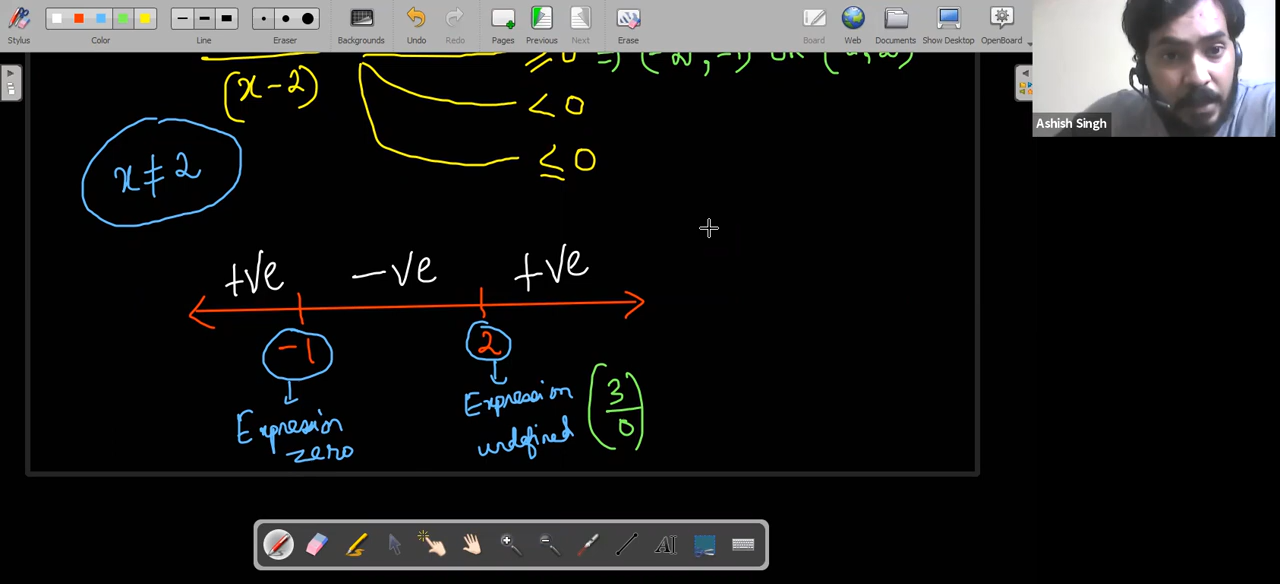 Stylus Color Line Eraser Backgrounds Undo Redo Pages Previous Next Erase Board Web Documents Show Desktop OpenBoard
Ashish Singh
(x-2)
< 0
≤ 0
x ≠ 2
+ve -ve +ve
-1 2
Expression zero
Expression undefined
(3/0)
AI